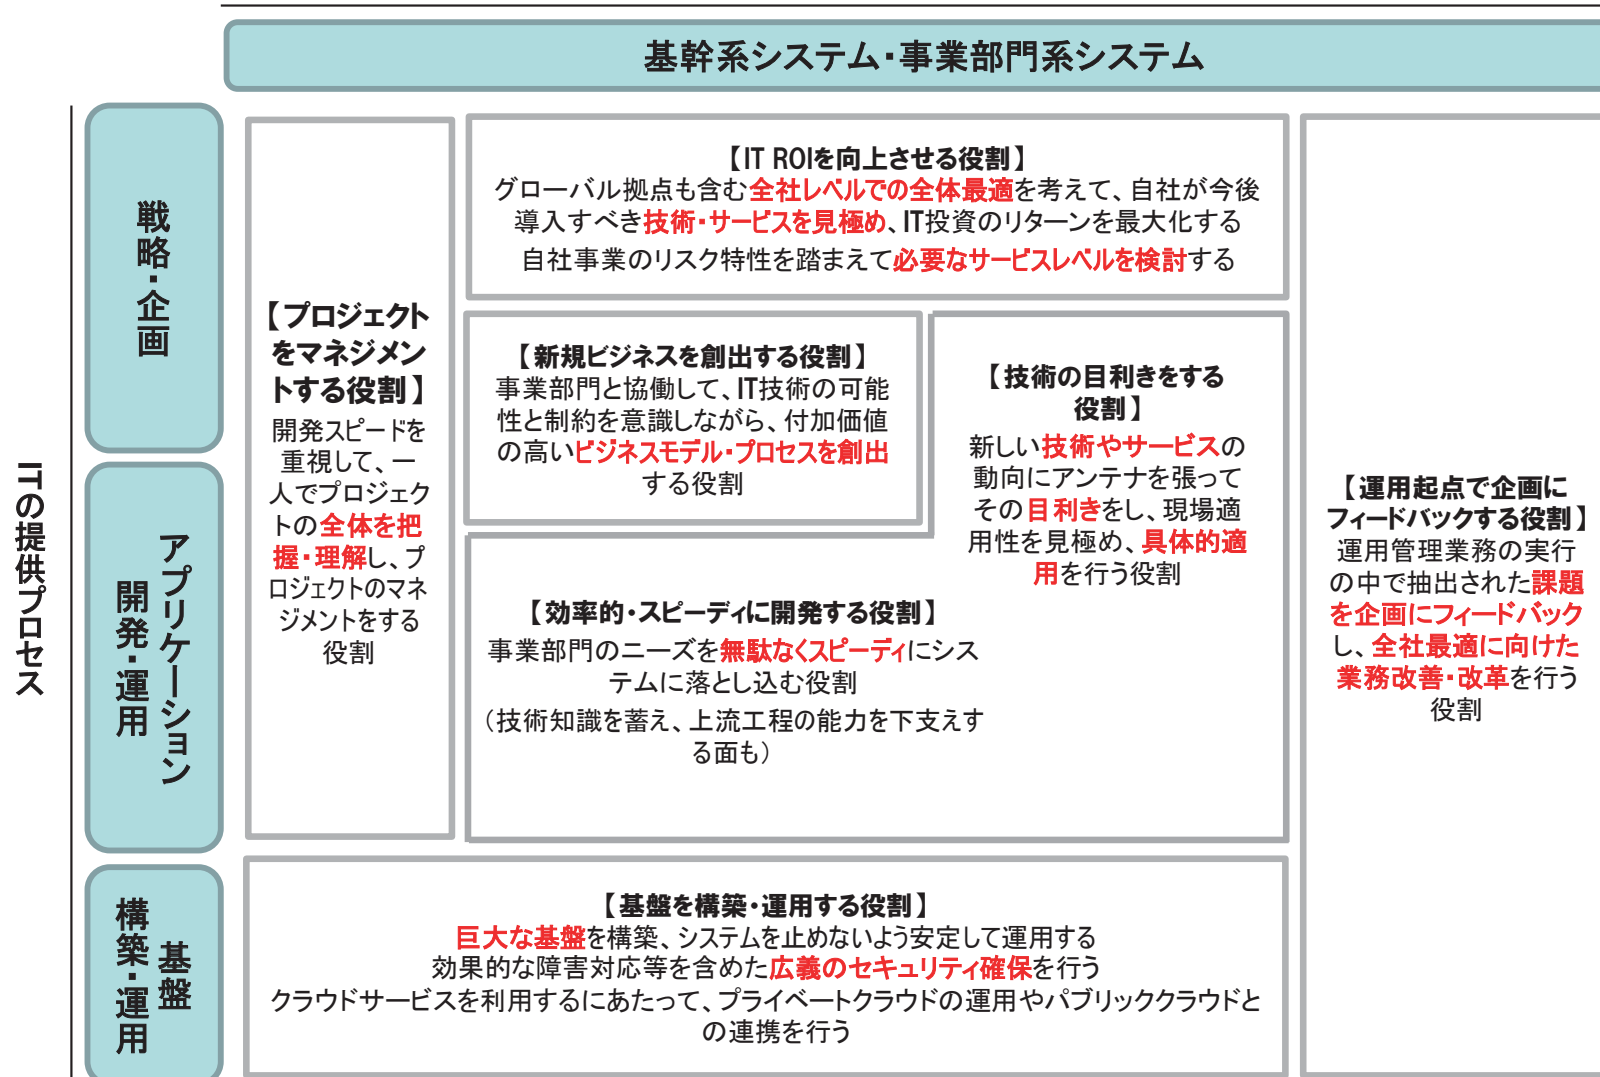 基幹系システム・事業部門系システム
ITの提供プロセス
戦略・企画
アプリケーション
開発・運用
基盤
構築・運用
【プロジェクト
をマネジメン
トする役割】
開発スピードを
重視して、一
人でプロジェク
トの全体を把
握・理解し、プ
ロジェクトのマネ
ジメントをする
役割
【IT ROIを向上させる役割】
グローバル拠点も含む全社レベルでの全体最適を考えて、自社が今後
導入すべき技術・サービスを見極め、IT投資のリターンを最大化する
自社事業のリスク特性を踏まえて必要なサービスレベルを検討する
【新規ビジネスを創出する役割】
事業部門と協働して、IT技術の可能
性と制約を意識しながら、付加価値
の高いビジネスモデル・プロセスを創出
する役割
【技術の目利きをする
役割】
新しい技術やサービスの
動向にアンテナを張って
その目利きをし、現場適
用性を見極め、具体的適
用を行う役割
【効率的・スピーディに開発する役割】
事業部門のニーズを無駄なくスピーディにシス
テムに落とし込む役割
（技術知識を蓄え、上流工程の能力を下支えす
る面も）
【運用起点で企画に
フィードバックする役割】
運用管理業務の実行
の中で抽出された課題
を企画にフィードバック
し、全社最適に向けた
業務改善・改革を行う
役割
【基盤を構築・運用する役割】
巨大な基盤を構築、システムを止めないよう安定して運用する
効果的な障害対応等を含めた広義のセキュリティ確保を行う
クラウドサービスを利用するにあたって、プライベートクラウドの運用やパブリッククラウドと
の連携を行う